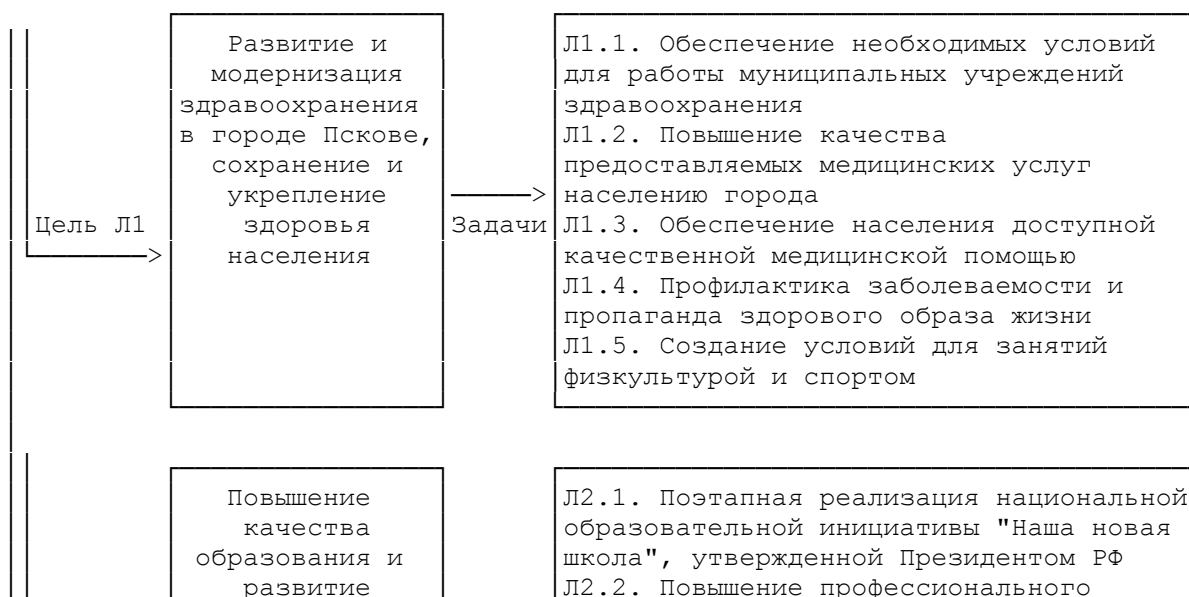 Развитие и
модернизация
здравоохранения
в городе Пскове,
сохранение и
укрепление
здоровья
населения
Цель Л1
Задачи
Л1.1. Обеспечение необходимых условий
для работы муниципальных учреждений
здравоохранения
Л1.2. Повышение качества
предоставляемых медицинских услуг
населению города
Л1.3. Обеспечение населения доступной
качественной медицинской помощью
Л1.4. Профилактика заболеваемости и
пропаганда здорового образа жизни
Л1.5. Создание условий для занятий
физкультурой и спортом
Повышение
качества
образования и
развитие
Л2.1. Поэтапная реализация национальной
образовательной инициативы "Наша новая
школа", утвержденной Президентом РФ
Л2.2. Повышение профессионального